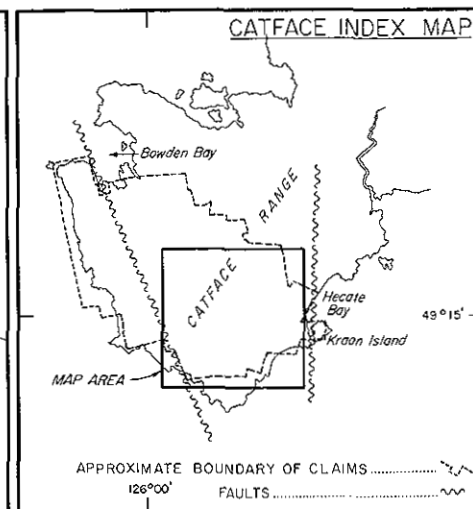 CATFACE INDEX MAP
Bowden Bay
CATFACE RANGE
Hecate
Bay
49°15'
Kraan Island
MAP AREA
APPROXIMATE BOUNDARY OF CLAIMS
126°00'
FAULTS